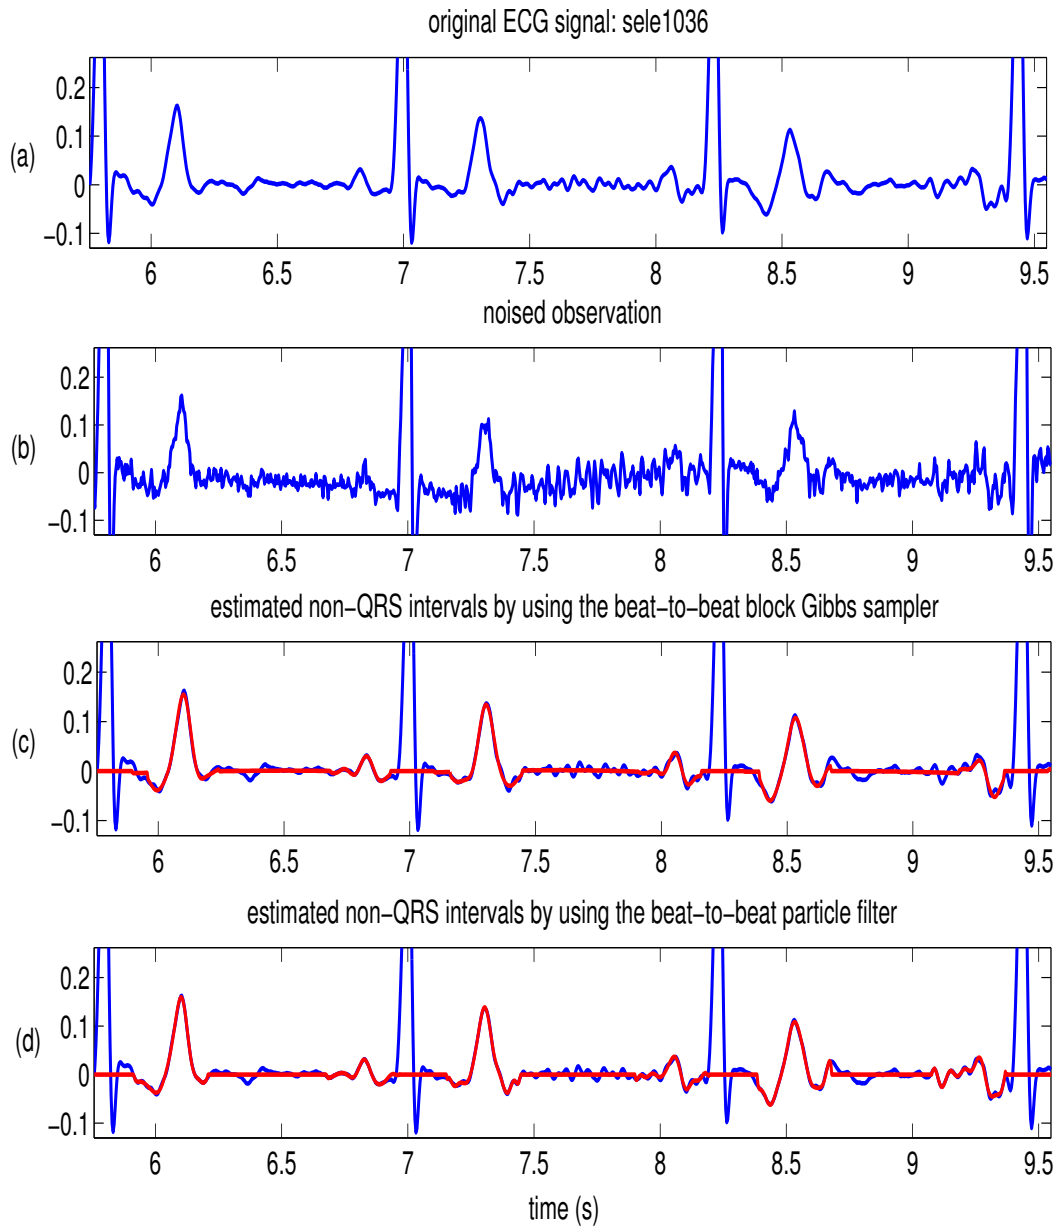 original ECG signal: sele1036
(a)
0.2
0.1
0
−0.1
6 6.5 7 7.5 8 8.5 9 9.5
noised observation
(b)
0.2
0.1
0
−0.1
6 6.5 7 7.5 8 8.5 9 9.5
estimated non−QRS intervals by using the beat−to−beat block Gibbs sampler
(c)
0.2
0.1
0
−0.1
6 6.5 7 7.5 8 8.5 9 9.5
estimated non−QRS intervals by using the beat−to−beat particle filter
(d)
0.2
0.1
0
−0.1
6 6.5 7 7.5 8 8.5 9 9.5
time (s)